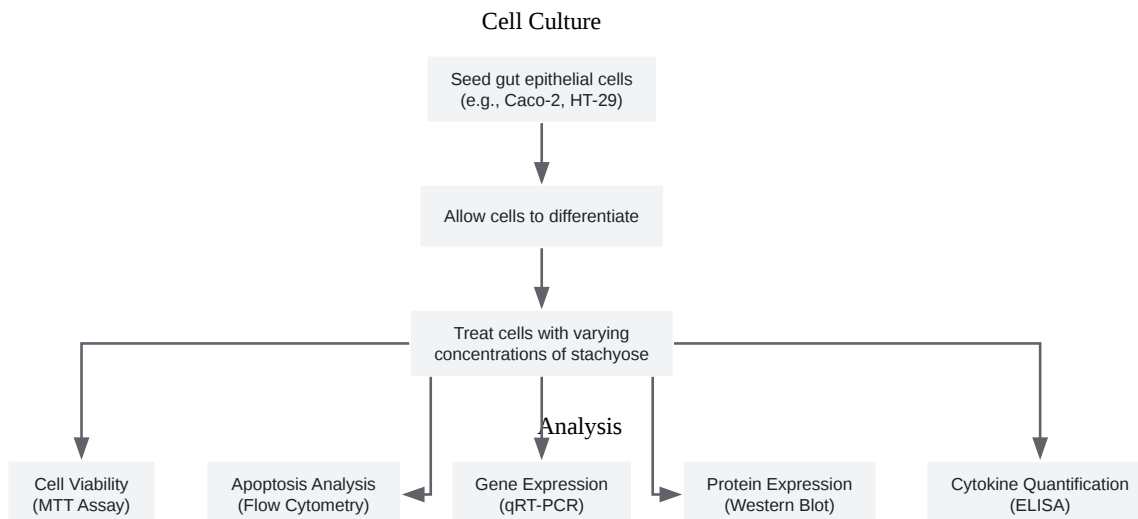 Cell Culture
Seed gut epithelial cells
(e.g., Caco-2, HT-29)
Allow cells to differentiate
Treat cells with varying
concentrations of stachyose
Analysis
Cell Viability
(MTT Assay)
Apoptosis Analysis
(Flow Cytometry)
Gene Expression
(qRT-PCR)
Protein Expression
(Western Blot)
Cytokine Quantification
(ELISA)